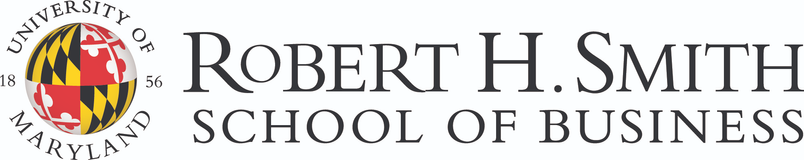 UNIVERSITY OF
18 56
MARYLAND
ROBERT H. SMITH
SCHOOL OF BUSINESS